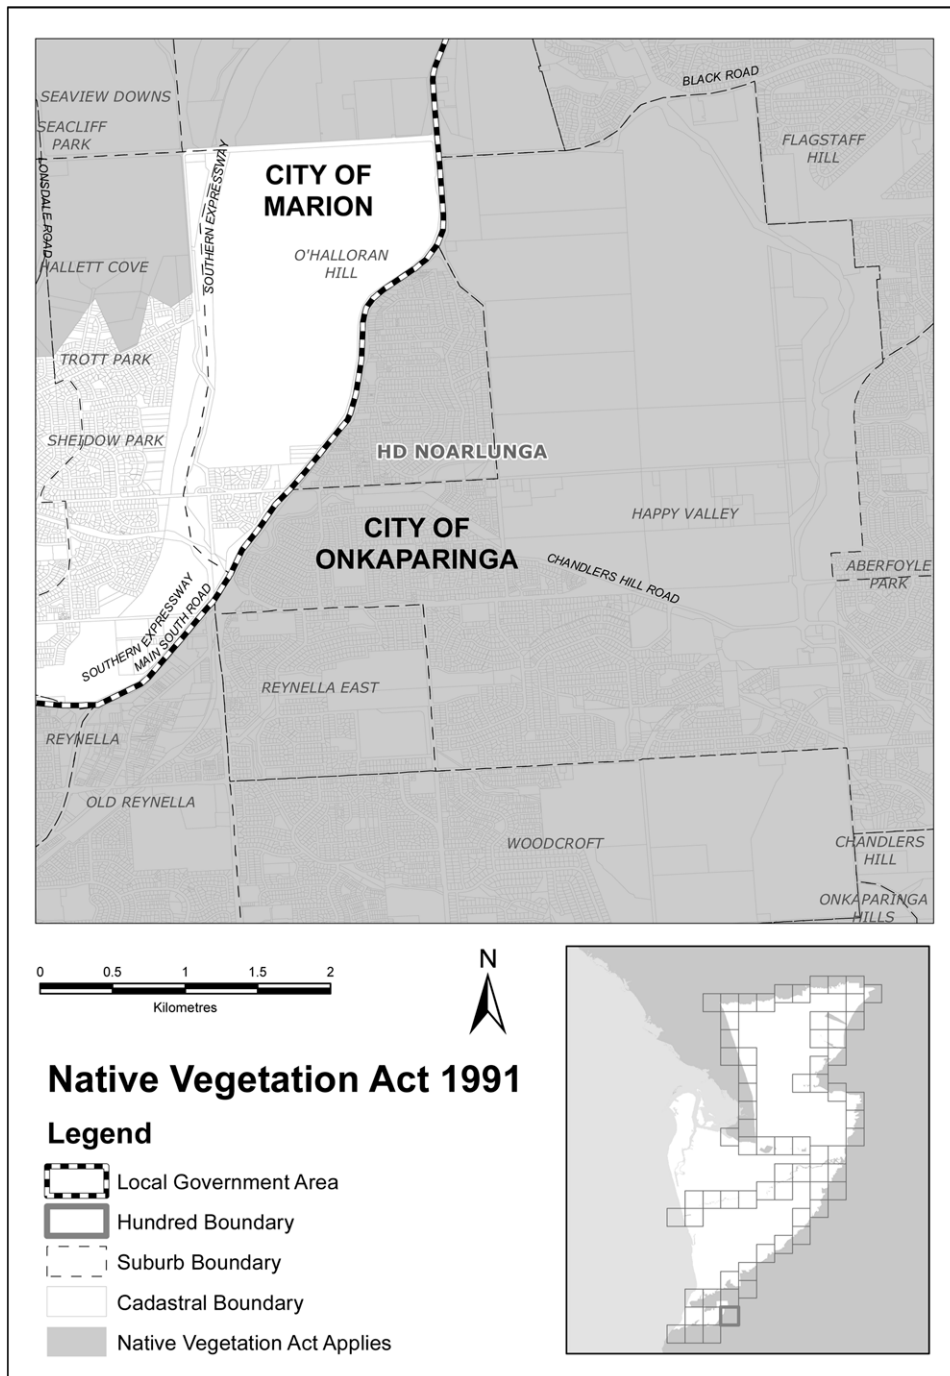 BLACK ROAD
SEAVIEW DOWNS
SEACLIFF
PARK
FLAGSTAFF
HILL
CITY OF
MARION
LONSDALE ROAD
SOUTHERN EXPRESSWAY
O'HALLORAN
HILL
HALLETT COVE
TROTT PARK
SHEIDOW PARK
HD NOARLUNGA
HAPPY VALLEY
CITY OF
ONKAPARINGA
CHANDLERS HILL ROAD
ABERFOYLE
PARK
SOUTHERN EXPRESSWAY
MAIN SOUTH ROAD
REYNELLA EAST
REYNELLA
OLD REYNELLA
WOODCROFT
CHANDLERS
HILL
ONKAPARINGA
HILLS
0 0.5 1 1.5 2
Kilometres
N
Native Vegetation Act 1991
Legend
Local Government Area
Hundred Boundary
Suburb Boundary
Cadastral Boundary
Native Vegetation Act Applies